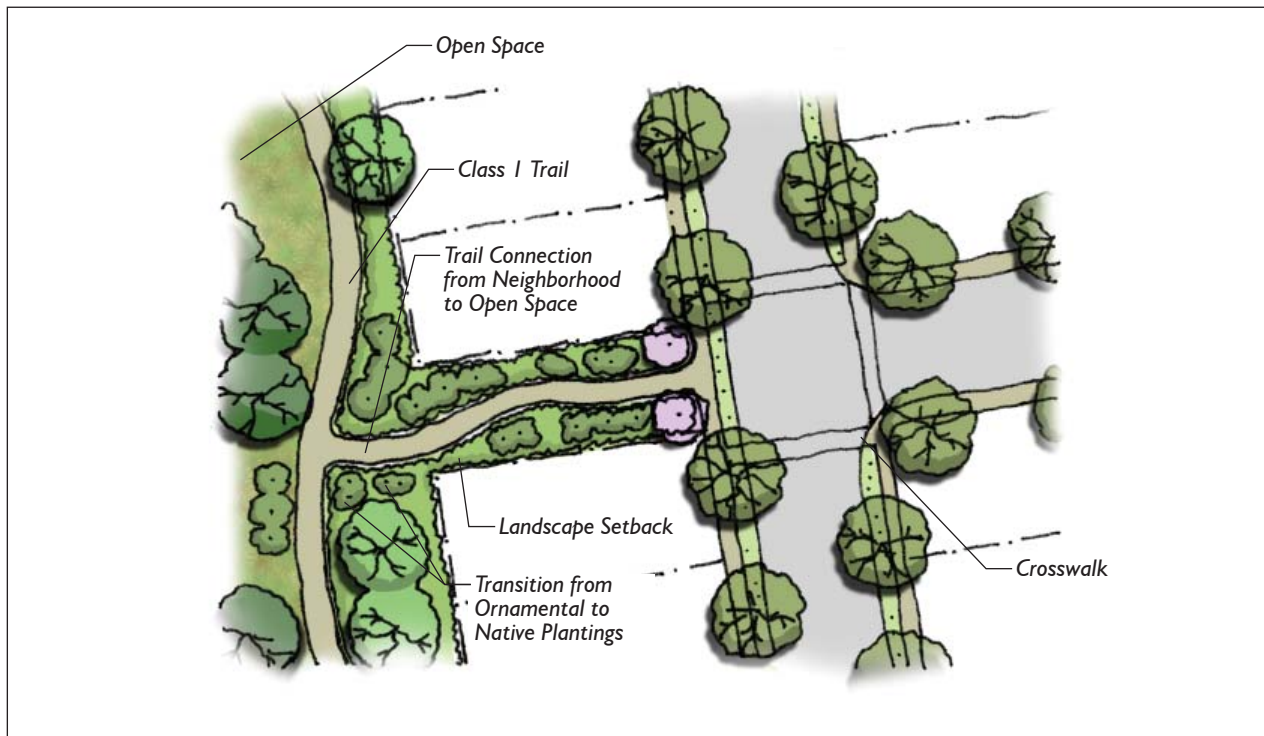 Open Space
Class 1 Trail
Trail Connection
from Neighborhood
to Open Space
Landscape Setback
Crosswalk
Transition from
Ornamental to
Native Plantings